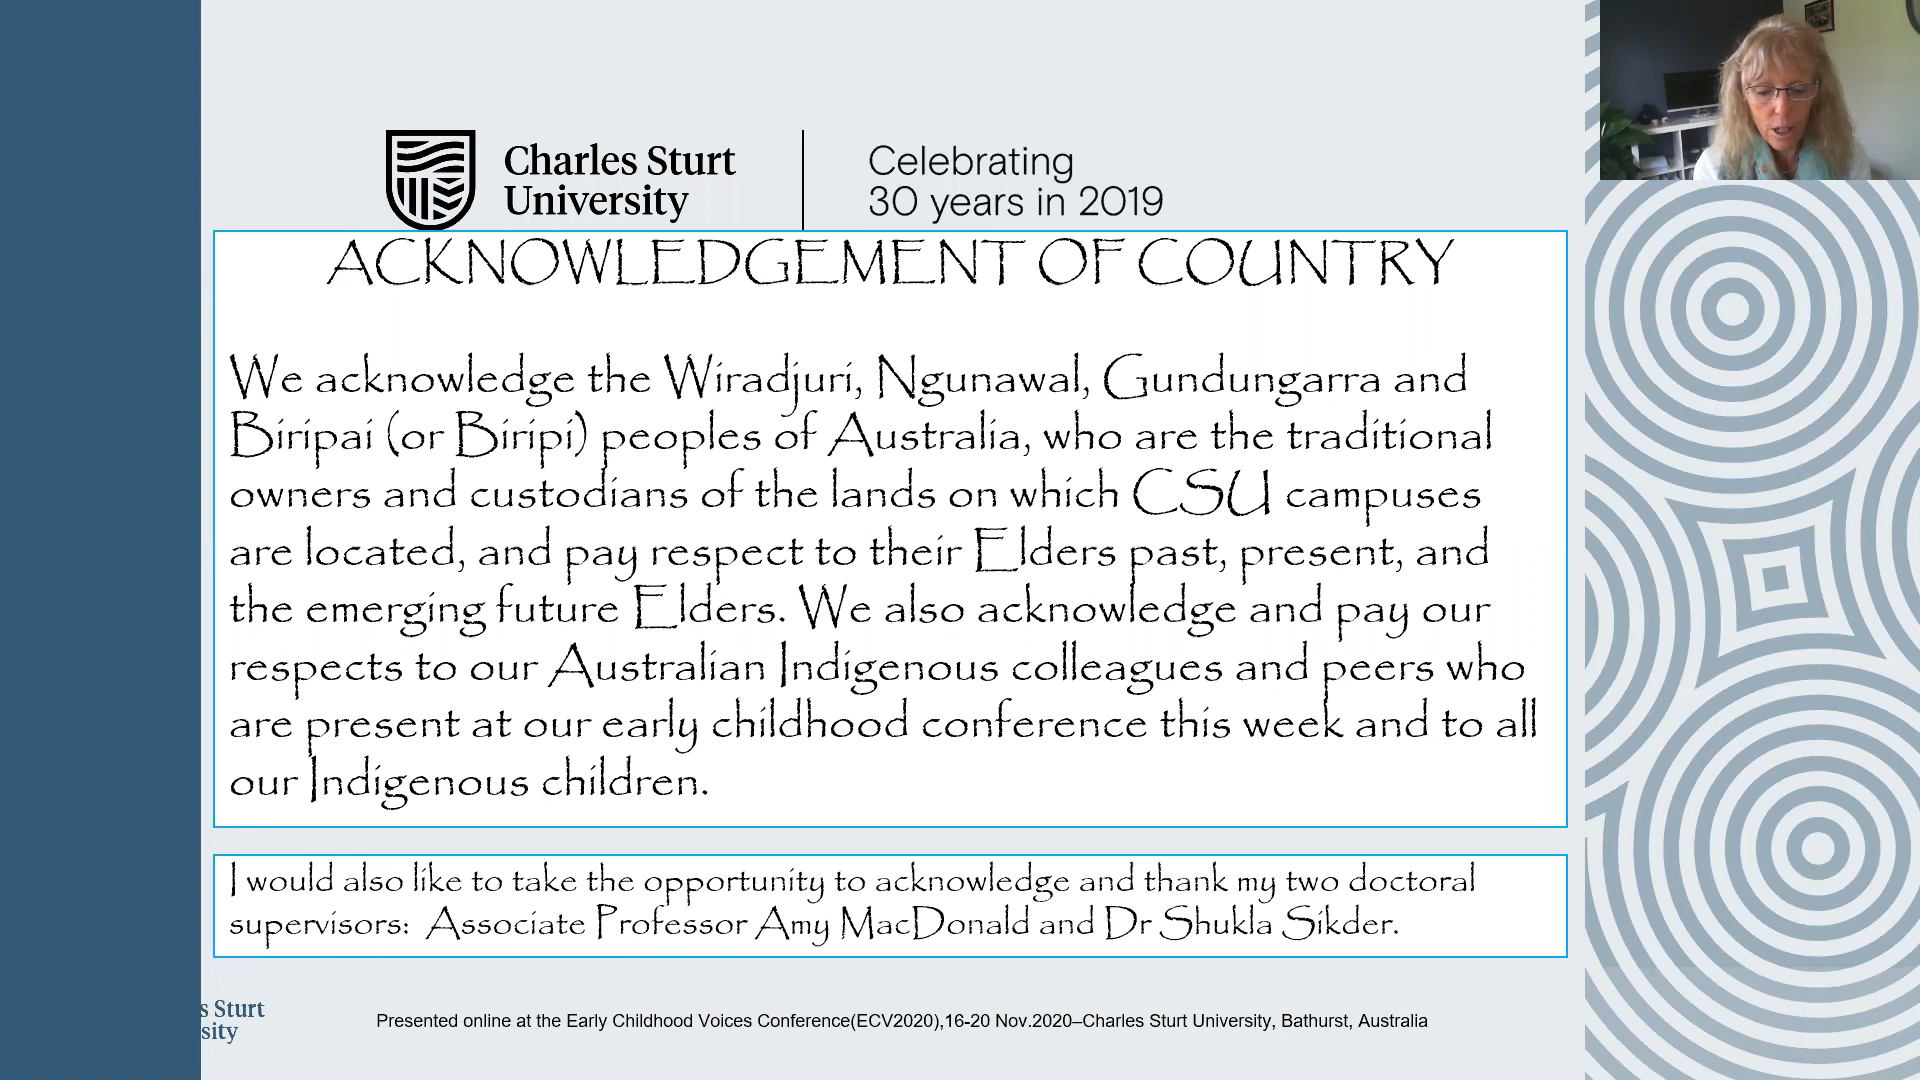 Charles Sturt
University
Celebrating
30 years in 2019
ACKNOWLEDGEMENT OF COUNTRY
We acknowledge the Wiradjuri, Ngunawal, Gundungarra and
Biripai (or Biripi) peoples of Australia, who are the traditional
owners and custodians of the lands on which CSU campuses
are located, and pay respect to their Elders past, present, and
the emerging future Elders. We also acknowledge and pay our
respects to our Australian Indigenous colleagues and peers who
are present at our early childhood conference this week and to all
our Indigenous children.
I would also like to take the opportunity to acknowledge and thank my two doctoral
supervisors: Associate Professor Amy MacDonald and Dr Shukla Sikder.
s Sturt
sity
Presented online at the Early Childhood Voices Conference(ECV2020),16-20 Nov.2020–Charles Sturt University, Bathurst, Australia